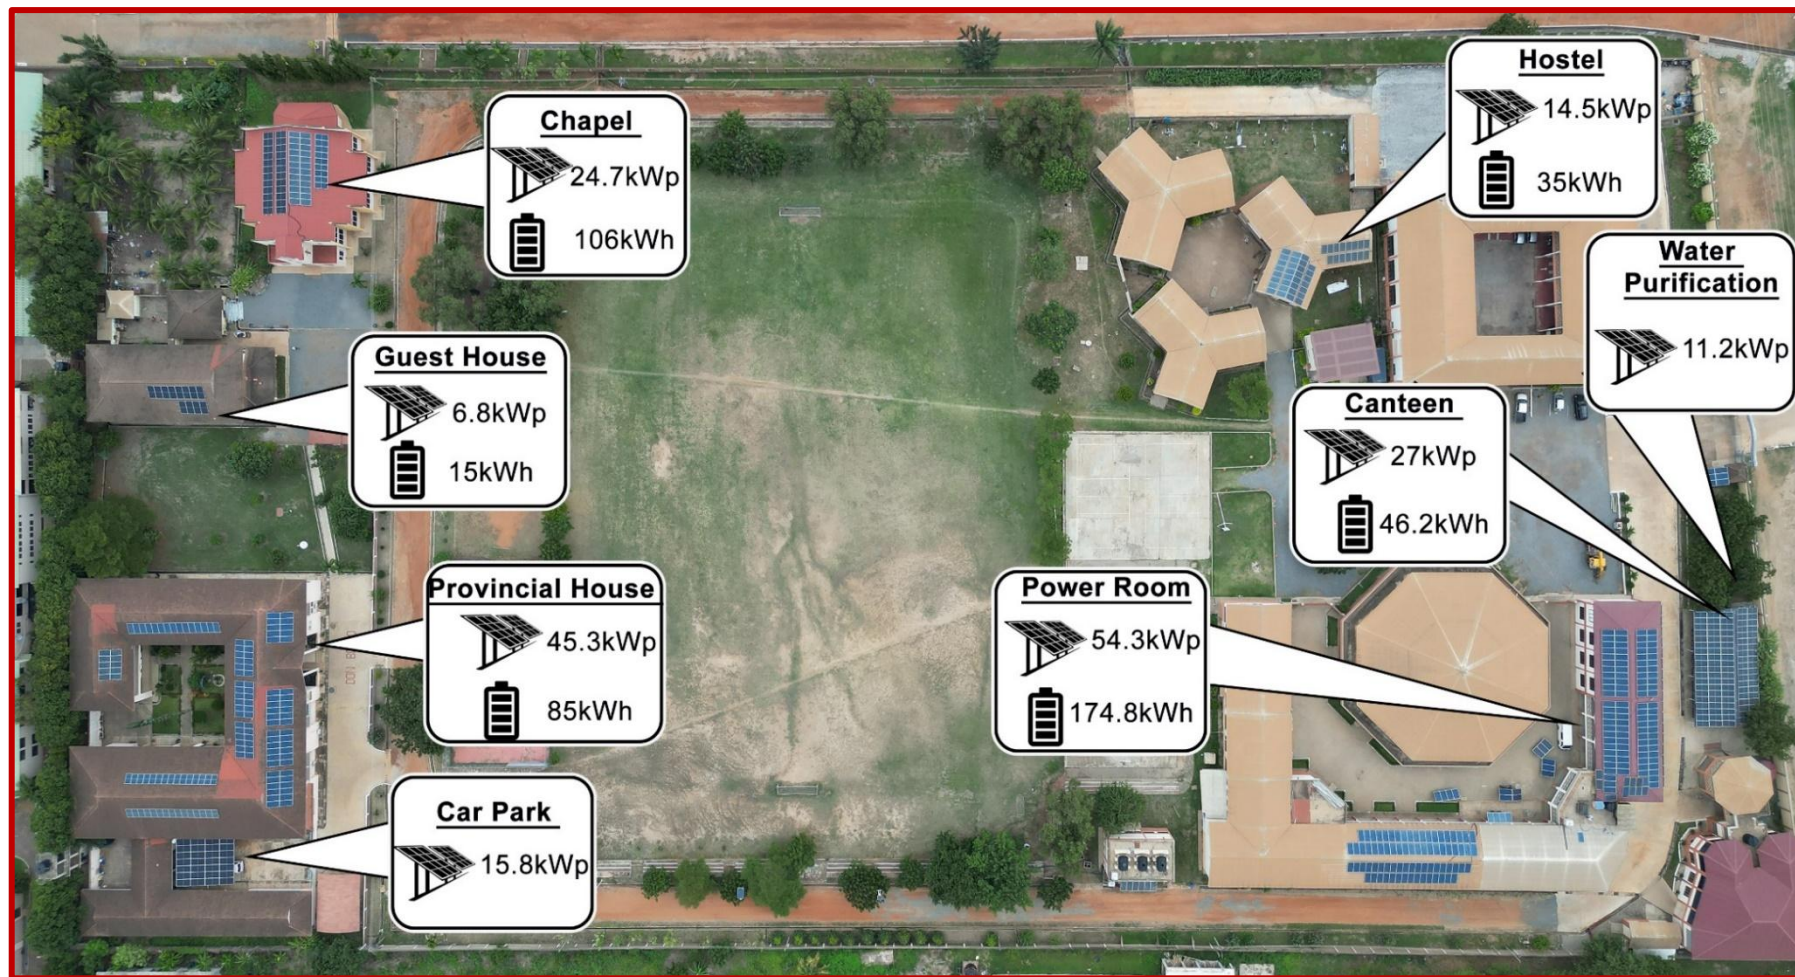 Chapel
24.7kWp
106kWh
Hostel
14.5kWp
35kWh
Water
Purification
11.2kWp
Guest House
6.8kWp
15kWh
Canteen
27kWp
46.2kWh
Provincial House
45.3kWp
85kWh
Power Room
54.3kWp
174.8kWh
Car Park
15.8kWp